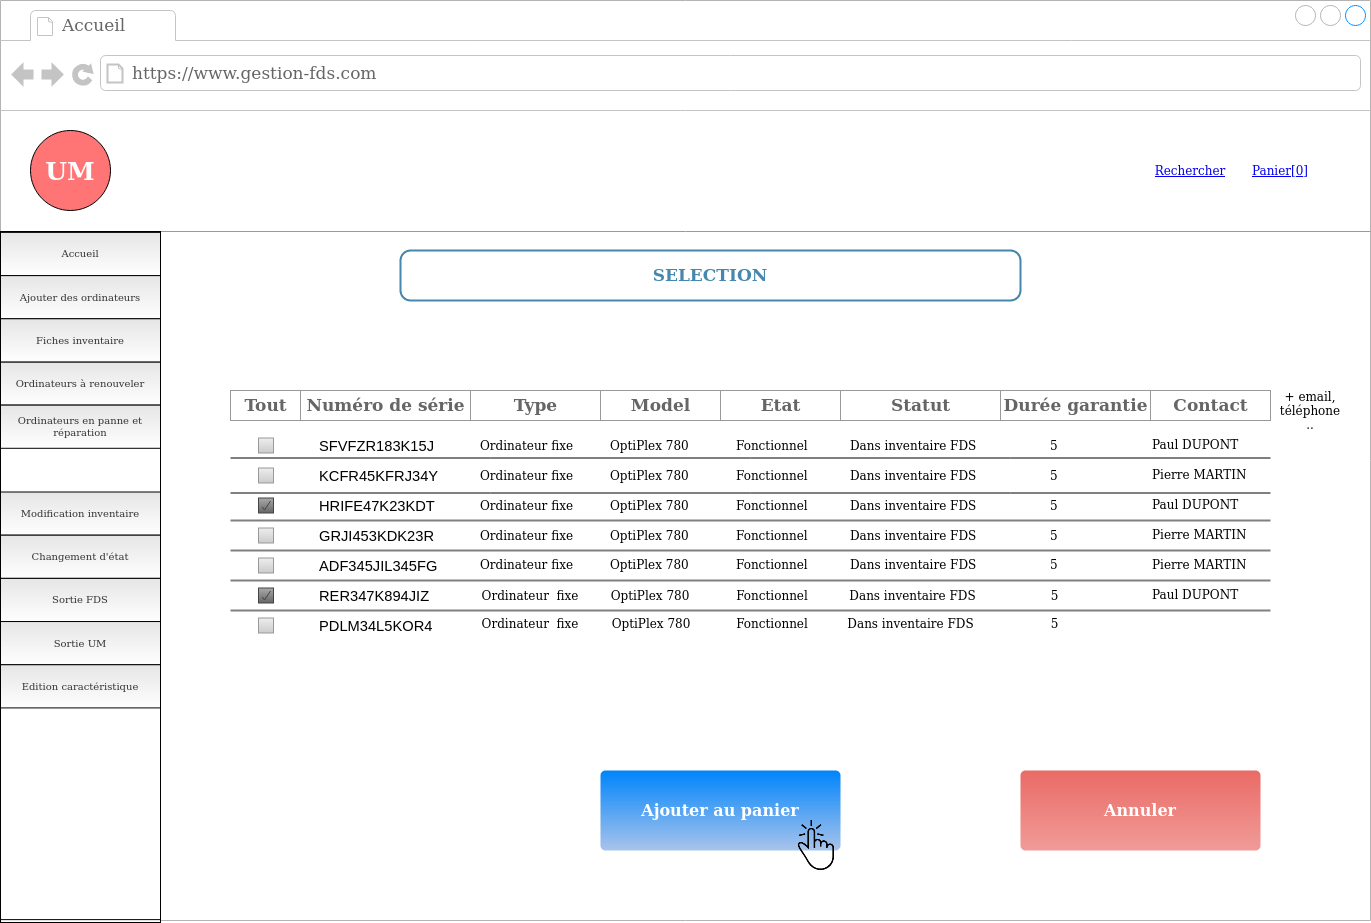 Accueil
https://www.gestion-fds.com
UM
Rechercher Panier[0]
Accueil
Ajouter des ordinateurs
Fiches inventaire
Ordinateurs à renouveler
Ordinateurs en panne et
réparation
Modification inventaire
Changement d'état
Sortie FDS
Sortie UM
Edition caractéristique
SELECTION
Tout Numéro de série Type Model Etat Statut Durée garantie Contact
+ email,
téléphone
..
SFVFZR183K15J Ordinateur fixe OptiPlex 780 Fonctionnel Dans inventaire FDS 5 Paul DUPONT
KCFR45KFRJ34Y Ordinateur fixe OptiPlex 780 Fonctionnel Dans inventaire FDS 5 Pierre MARTIN
HRIFE47K23KDT Ordinateur fixe OptiPlex 780 Fonctionnel Dans inventaire FDS 5 Paul DUPONT
GRJI453KDK23R Ordinateur fixe OptiPlex 780 Fonctionnel Dans inventaire FDS 5 Pierre MARTIN
ADF345JIL345FG Ordinateur fixe OptiPlex 780 Fonctionnel Dans inventaire FDS 5 Pierre MARTIN
RER347K894JIZ Ordinateur fixe OptiPlex 780 Fonctionnel Dans inventaire FDS 5 Paul DUPONT
PDLM34L5KOR4 Ordinateur fixe OptiPlex 780 Fonctionnel Dans inventaire FDS 5
Ajouter au panier Annuler